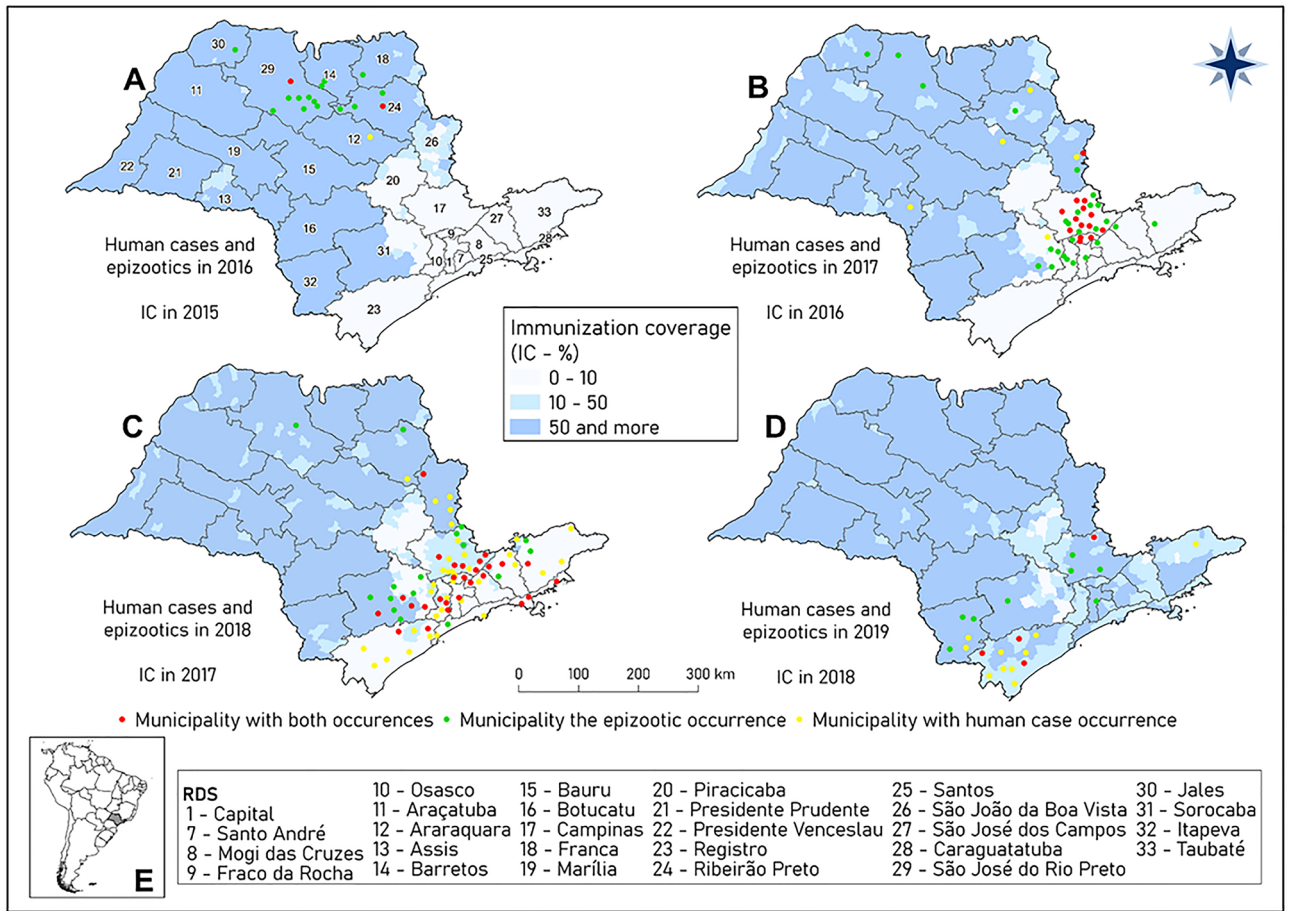 A
30
29
14
18
11
24
12
26
19
22
21
15
20
13
17
33
27
16
9
8
28
31
10
1
7
25
32
23
Human cases and
epizootics in 2016
IC in 2015
B
Human cases and
epizootics in 2017
IC in 2016
Immunization coverage
(IC - %)
0 - 10
10 - 50
50 and more
C
Human cases and
epizootics in 2018
IC in 2017
D
Human cases and
epizootics in 2019
IC in 2018
0 100 200 300 km
Municipality with both occurences Municipality the epizootic occurrence Municipality with human case occurrence
E
RDS
1 - Capital
7 - Santo André
8 - Mogi das Cruzes
9 - Fraco da Rocha
10 - Osasco
11 - Araçatuba
12 - Araraquara
13 - Assis
14 - Barretos
15 - Bauru
16 - Botucatu
17 - Campinas
18 - Franca
19 - Marília
20 - Piracicaba
21 - Presidente Prudente
22 - Presidente Venceslau
23 - Registro
24 - Ribeirão Preto
25 - Santos
26 - São João da Boa Vista
27 - São José dos Campos
28 - Caraguatatuba
29 - São José do Rio Preto
30 - Jales
31 - Sorocaba
32 - Itapeva
33 - Taubaté